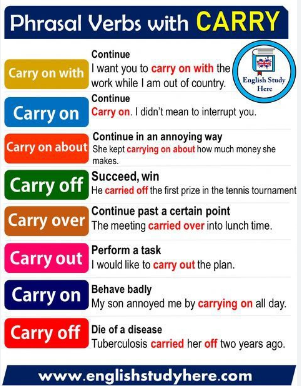 Phrasal Verbs with CARRY
English Study
Here
Carry on with
Continue
I want you to carry on with the
work while I am out of country.
Carry on
Continue
Carry on. I didn't mean to interrupt you.
Carry on about
Continue in an annoying way
She kept carrying on about how much money she
makes.
Carry off
Succeed, win
He carried off the first prize in the tennis tournament
Carry over
Continue past a certain point
The meeting carried over into lunch time.
Carry out
Perform a task
I would like to carry out the plan.
Carry on
Behave badly
My son annoyed me by carrying on all day.
Carry off
Die of a disease
Tuberculosis carried her off two years ago.
www.englishstudyhere.com